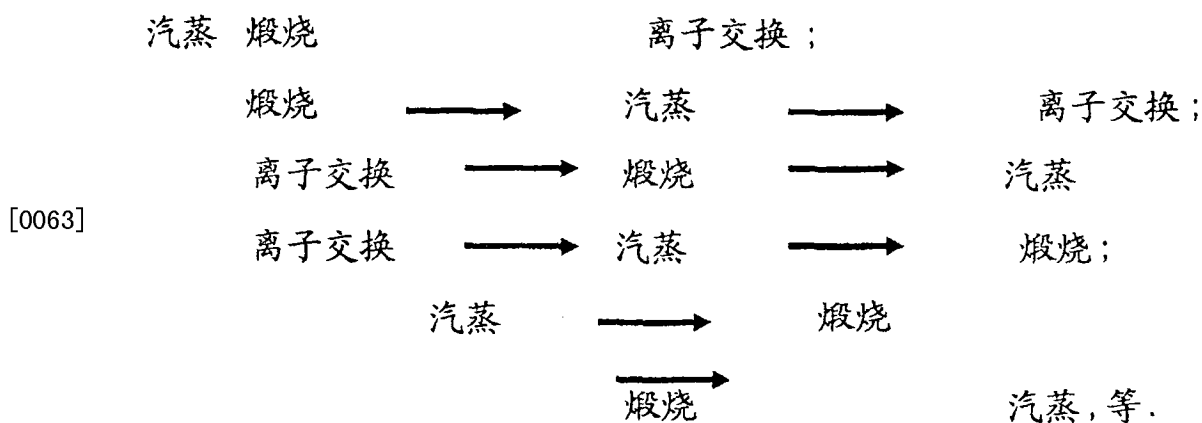 汽蒸 煅烧 离子交换;
煅烧 → 汽蒸 → 离子交换;
离子交换 → 煅烧 → 汽蒸
[0063]
离子交换 → 汽蒸 → 煅烧;
汽蒸 → 煅烧
→
煅烧 汽蒸,等.